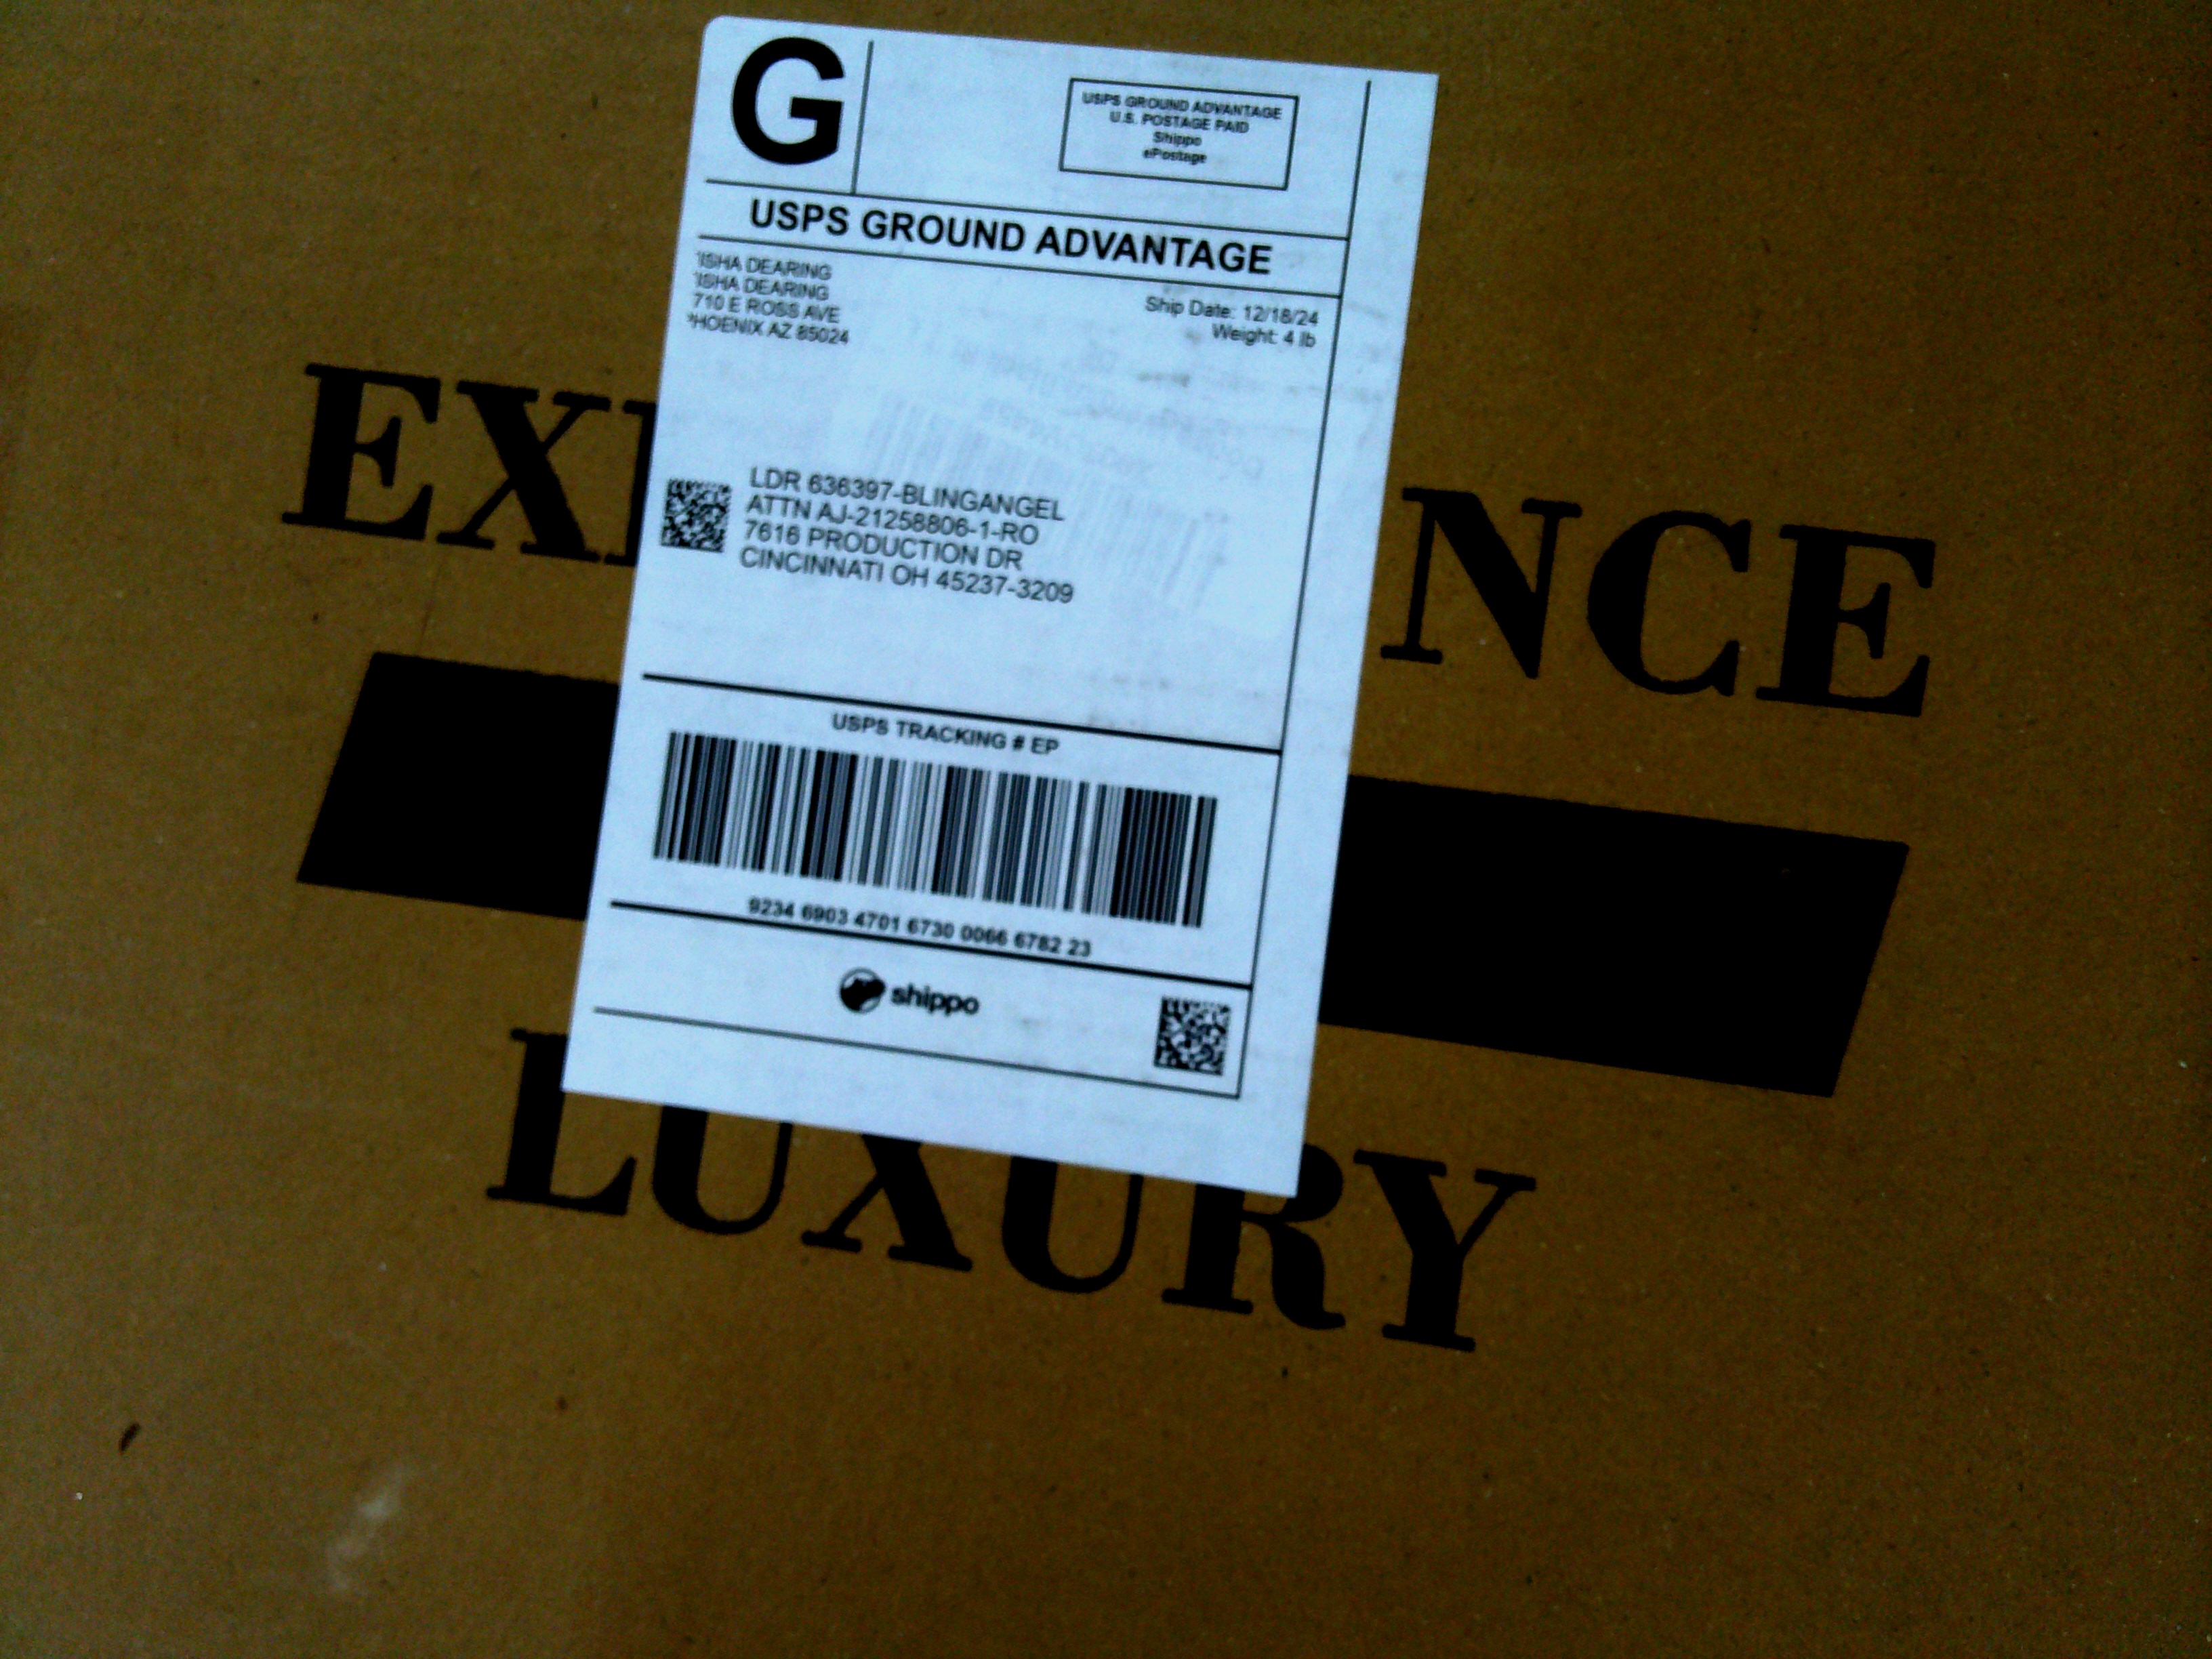 G
USPS GROUND ADVANTAGE
U.S. POSTAGE PAID
Shippo
ePostage
USPS GROUND ADVANTAGE
ISHA DEARING
ISHA DEARING
710 E ROSS AVE
HOENIX AZ 85024
Ship Date: 12/18/24
Weight: 4 lb
LDR 636397-BLINGANGEL
ATTN AJ-21258806-1-RO
7616 PRODUCTION DR
CINCINNATI OH 45237-3209
USPS TRACKING # EP
9234 6903 4701 6730 0066 6782 23
shippo
EX NCE
LUXURY